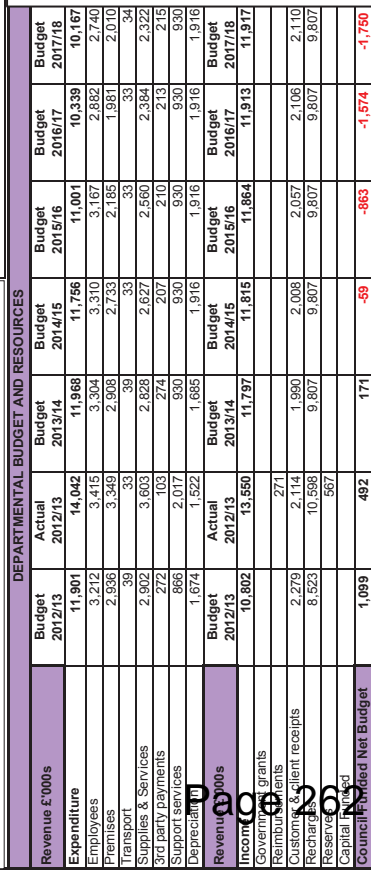 DEPARTMENTAL BUDGET AND RESOURCES
Revenue £'000s Budget 2012/13 Actual 2012/13 Budget 2013/14 Budget 2014/15 Budget 2015/16 Budget 2016/17 Budget 2017/18
Expenditure 11,901 14,042 11,968 11,756 11,001 10,339 10,167
Employees 3,212 3,415 3,304 3,310 3,167 2,882 2,740
Premises 2,936 3,349 2,908 2,733 2,185 1,981 2,010
Transport 39 33 39 33 33 33 34
Supplies & Services 2,902 3,603 2,828 2,627 2,560 2,384 2,322
3rd party payments 272 103 274 207 210 213 215
Support services 866 2,017 930 930 930 930 930
Depreciation 1,674 1,522 1,685 1,916 1,916 1,916 1,916
Revenue £'000s Budget 2012/13 Actual 2012/13 Budget 2013/14 Budget 2014/15 Budget 2015/16 Budget 2016/17 Budget 2017/18
Income 10,802 13,550 11,797 11,815 11,864 11,913 11,917
Government grants
Reimbursements 271
Customer & client receipts 2,279 2,114 1,990 2,008 2,057 2,106 2,110
Recharges 8,523 10,598 9,807 9,807 9,807 9,807 9,807
Reserves 567
Capital Funded
Council Funded Net Budget 1,099 492 171 -59 -863 -1,574 -1,750
Page 262